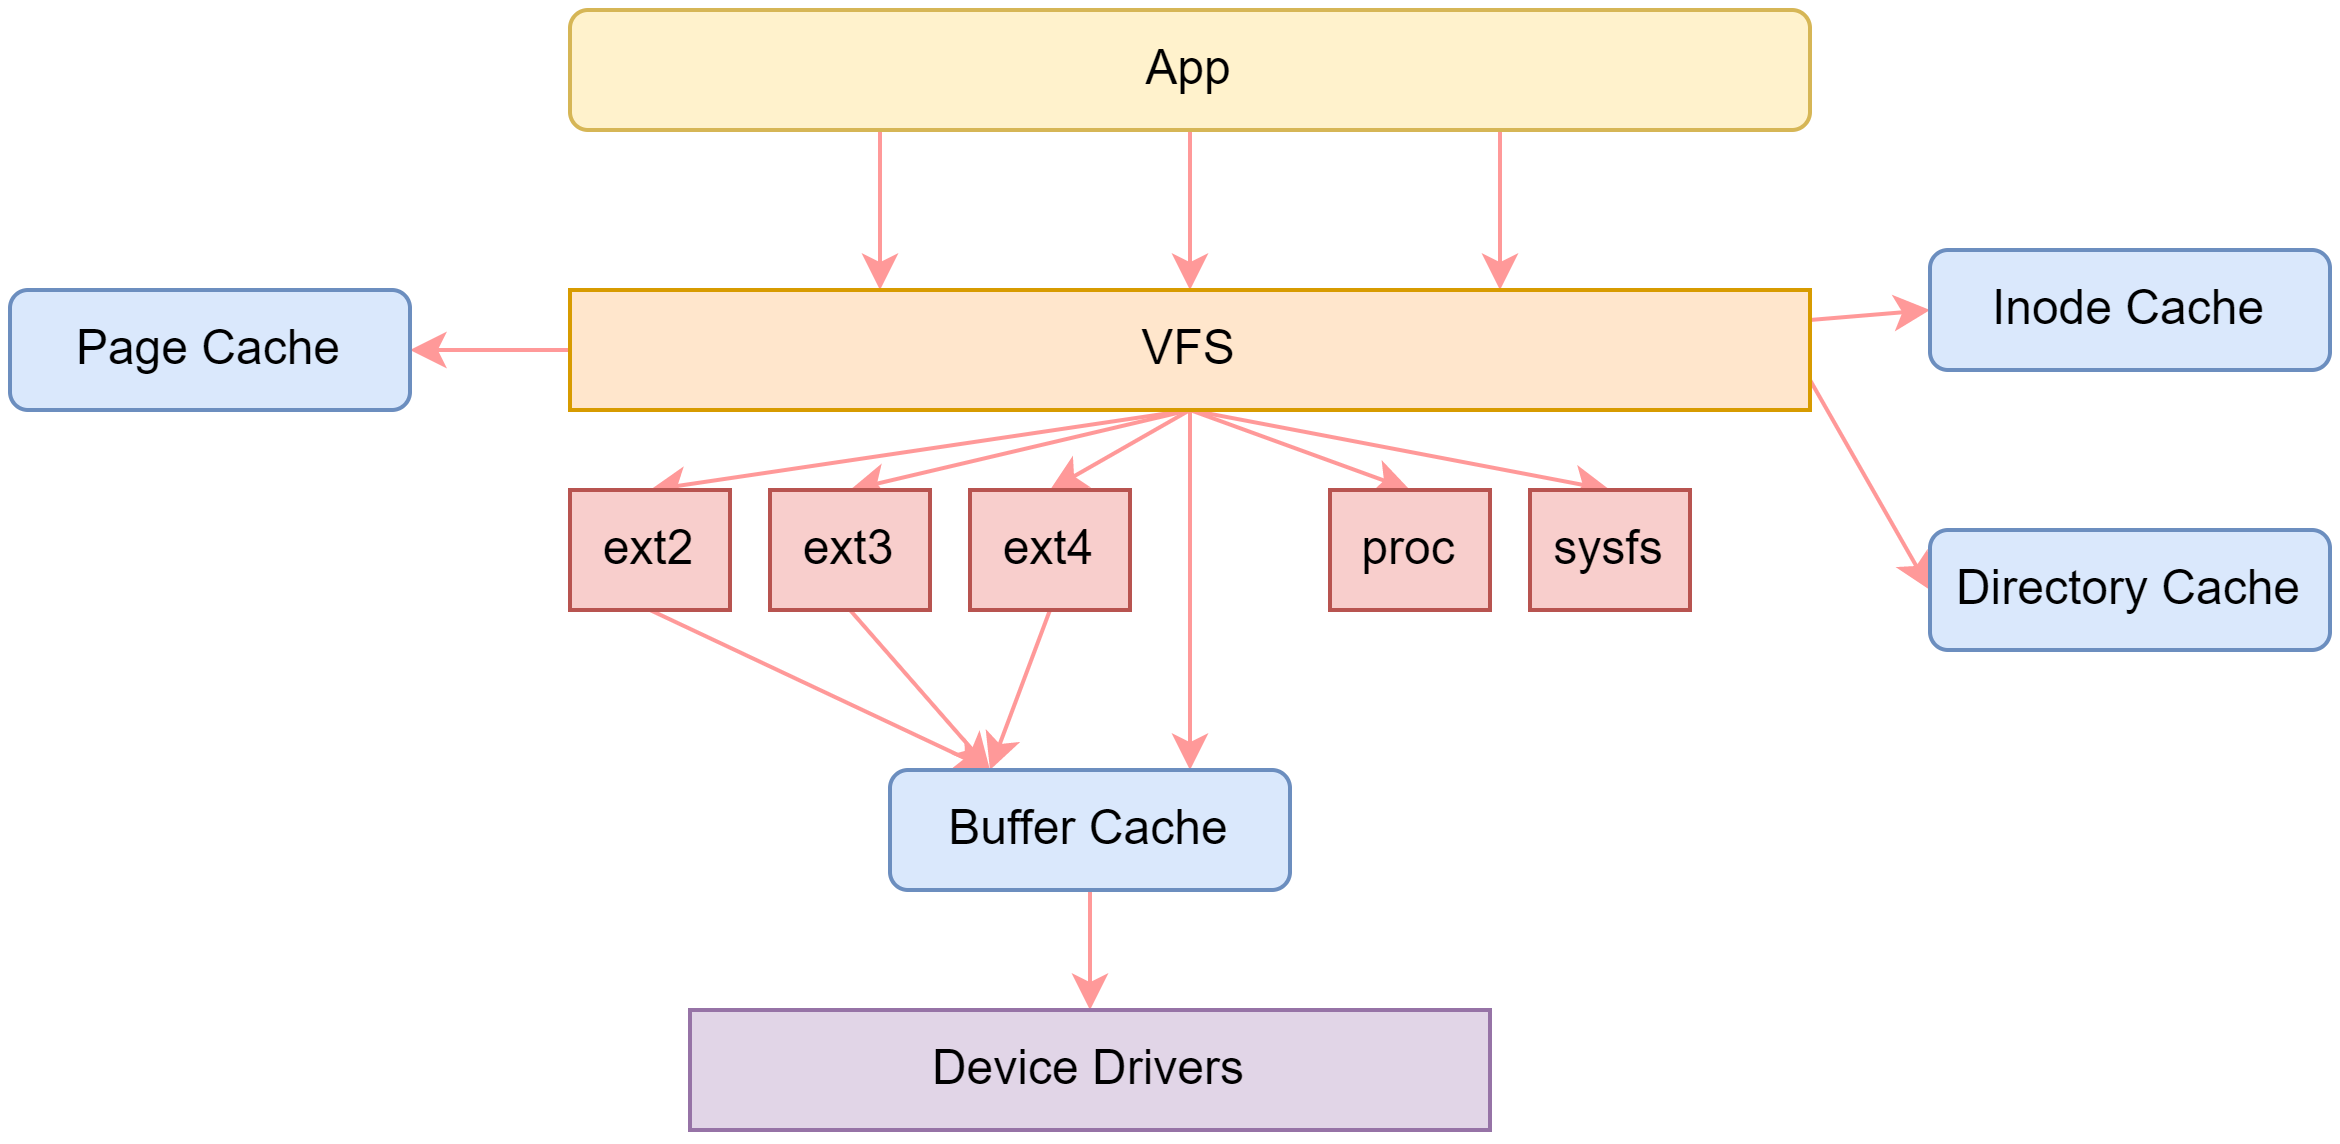 App
Page Cache
VFS
Inode Cache
ext2
ext3
ext4
proc
sysfs
Directory Cache
Buffer Cache
Device Drivers